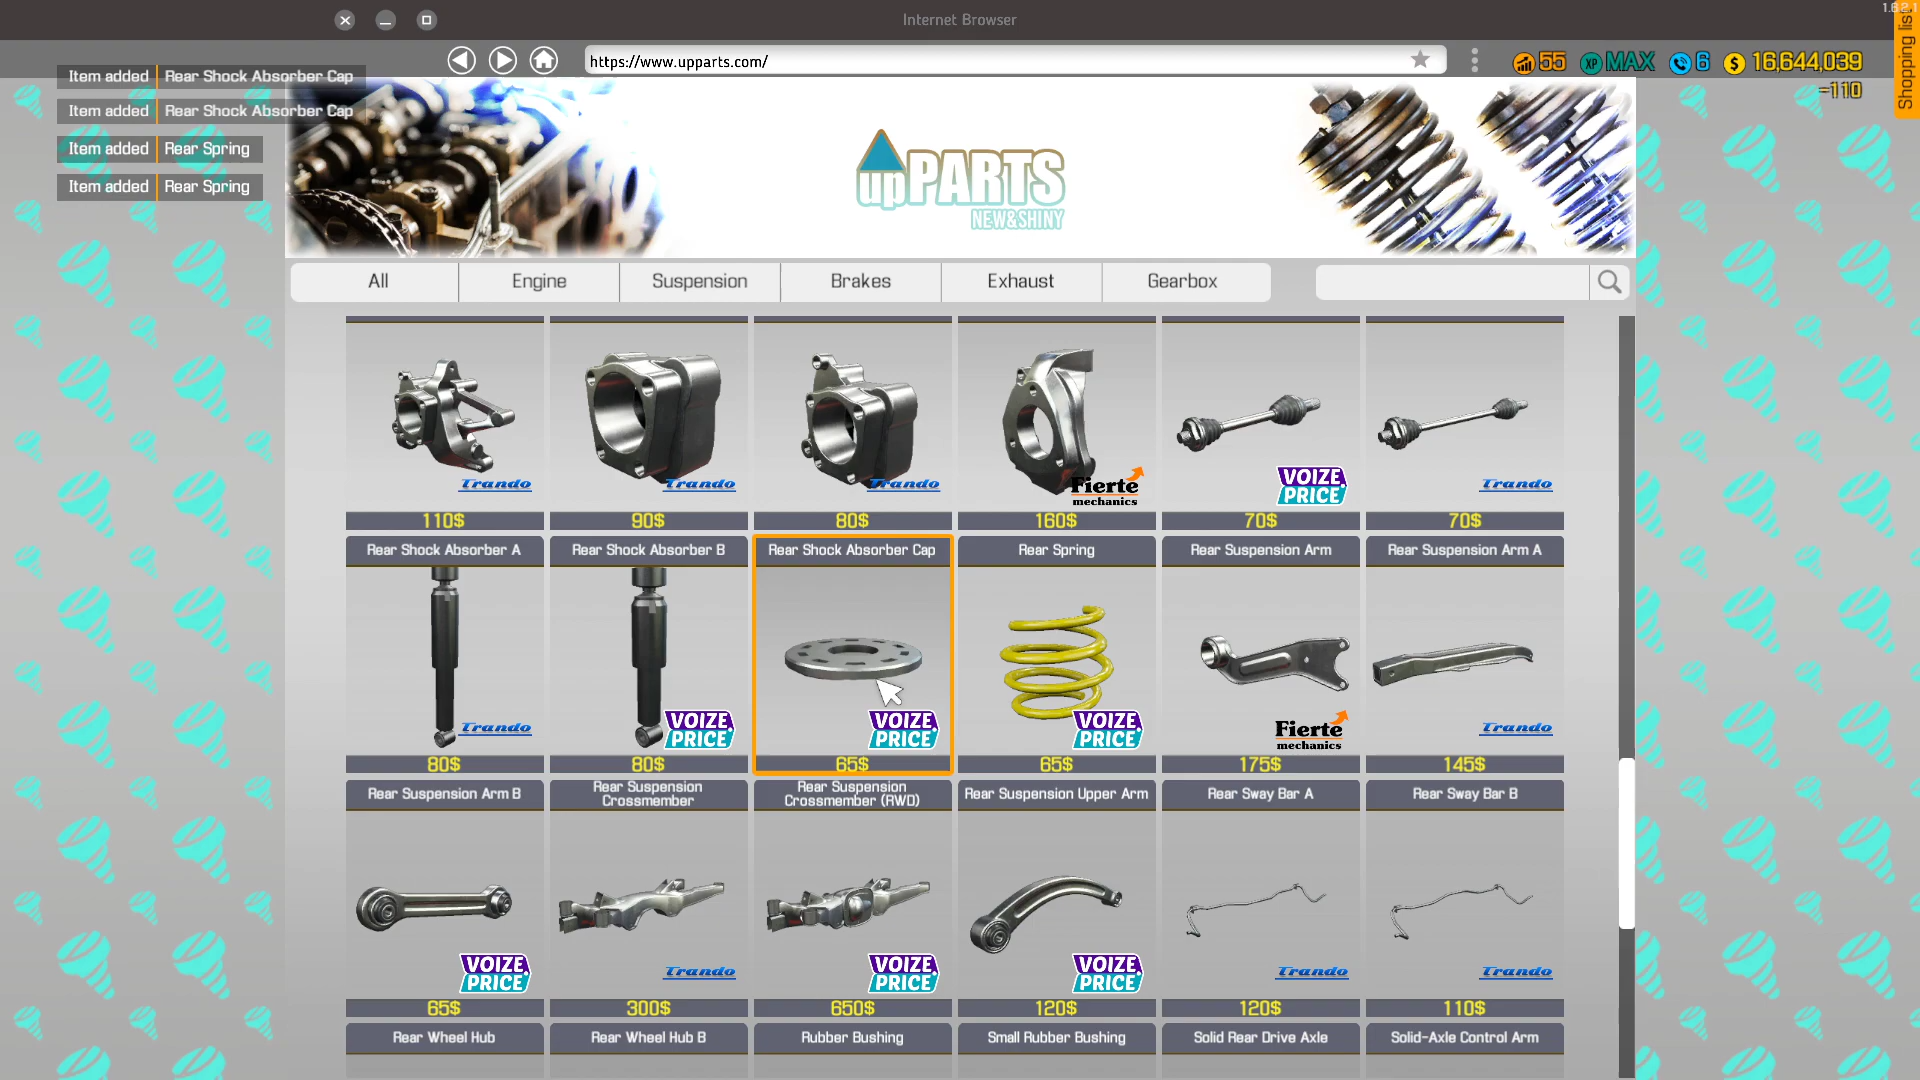 Internet Browser
1.6.2.1
Shopping list
https://www.upparts.com/
55
XP MAX
6
$ 16,644,039
-110
Item added Rear Shock Absorber Cap
Item added Rear Shock Absorber Cap
Item added Rear Spring
Item added Rear Spring
upPARTS
NEW&SHINY
All Engine Suspension Brakes Exhaust Gearbox
Trando Trando Trando Fierte mechanics VOIZE PRICE Trando
110$ 90$ 80$ 160$ 70$ 70$
Rear Shock Absorber A Rear Shock Absorber B Rear Shock Absorber Cap Rear Spring Rear Suspension Arm Rear Suspension Arm A
Trando VOIZE PRICE VOIZE PRICE VOIZE PRICE Fierte mechanics Trando
80$ 80$ 65$ 65$ 175$ 145$
Rear Suspension Arm B Rear Suspension Crossmember Rear Suspension Crossmember (RWD) Rear Suspension Upper Arm Rear Sway Bar A Rear Sway Bar B
VOIZE PRICE Trando VOIZE PRICE VOIZE PRICE Trando Trando
65$ 300$ 650$ 120$ 120$ 110$
Rear Wheel Hub Rear Wheel Hub B Rubber Bushing Small Rubber Bushing Solid Rear Drive Axle Solid-Axle Control Arm